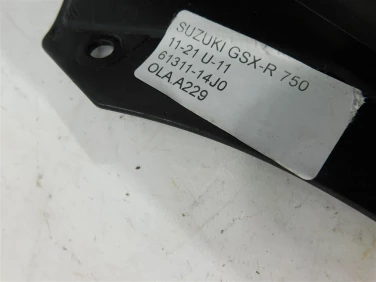 SUZUKI GSX-R 750
11-21 U-11
61311-14J0
OLA.A229